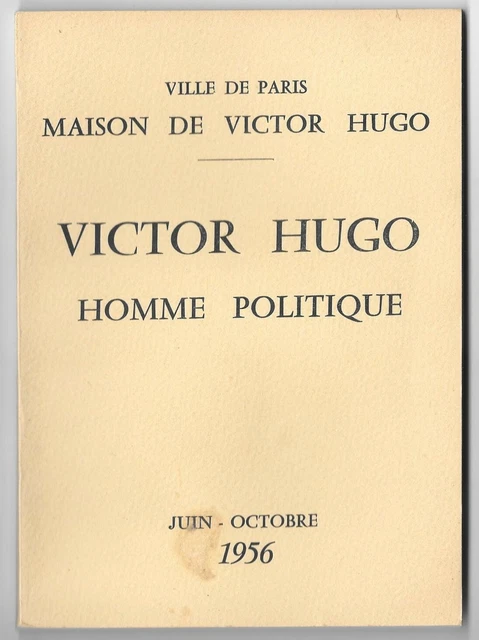 VILLE DE PARIS
MAISON DE VICTOR HUGO
VICTOR HUGO
HOMME POLITIQUE
JUIN - OCTOBRE
1956